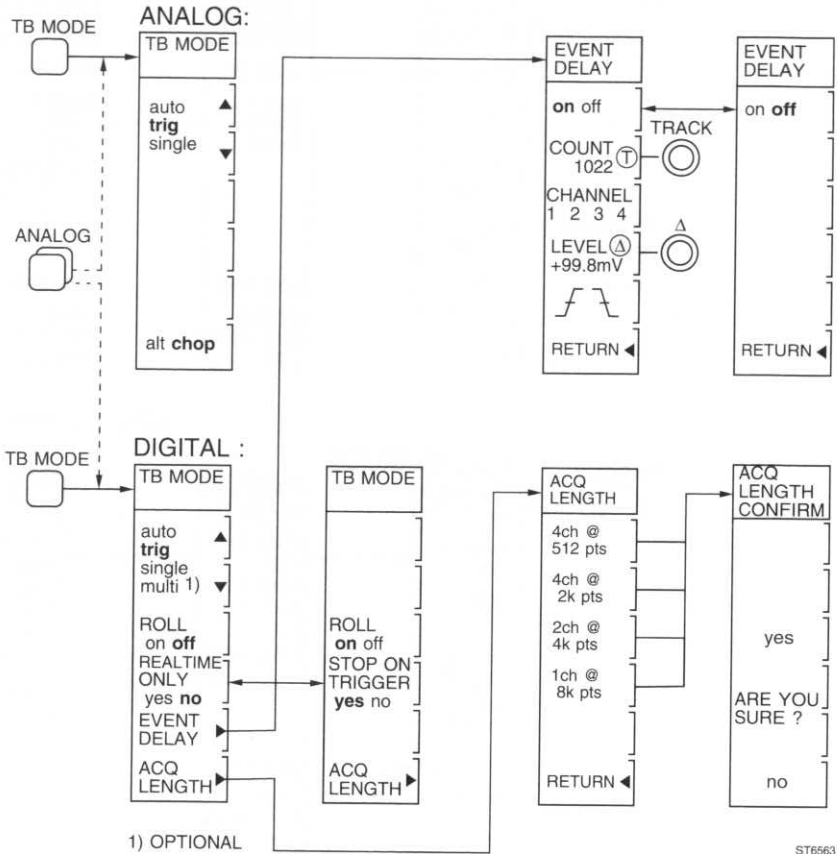 ANALOG:
TB MODE
TB MODE
auto
trig
single
▲
▼
alt chop
ANALOG
EVENT
DELAY
on off
COUNT Ⓣ
1022
TRACK
CHANNEL
1 2 3 4
LEVEL Δ
+99.8mV
Δ
RETURN ◀
EVENT
DELAY
on off
RETURN ◀
DIGITAL :
TB MODE
TB MODE
auto
trig
single
multi 1)
▲
▼
ROLL
on off
REALTIME
ONLY
yes no
EVENT
DELAY ▶
ACQ
LENGTH ▶
TB MODE
ROLL
on off
STOP ON
TRIGGER
yes no
ACQ
LENGTH ▶
ACQ
LENGTH
4ch @
512 pts
4ch @
2k pts
2ch @
4k pts
1ch @
8k pts
RETURN ◀
ACQ
LENGTH
CONFIRM
yes
ARE YOU
SURE ?
no
1) OPTIONAL
ST6563